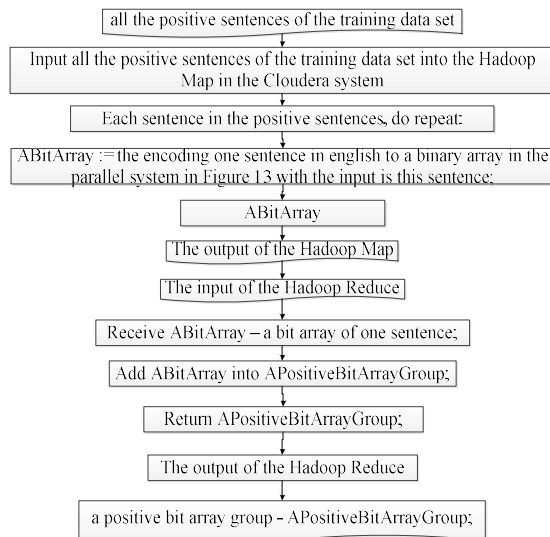 all the positive sentences of the training data set
Input all the positive sentences of the training data set into the Hadoop
Map in the Cloudera system
Each sentence in the positive sentences, do repeat:
ABitArray := the encoding one sentence in english to a binary array in the
parallel system in Figure 13 with the input is this sentence;
ABitArray
The output of the Hadoop Map
The input of the Hadoop Reduce
Receive ABitArray – a bit array of one sentence;
Add ABitArray into APositiveBitArrayGroup;
Return APositiveBitArrayGroup;
The output of the Hadoop Reduce
a positive bit array group - APositiveBitArrayGroup;